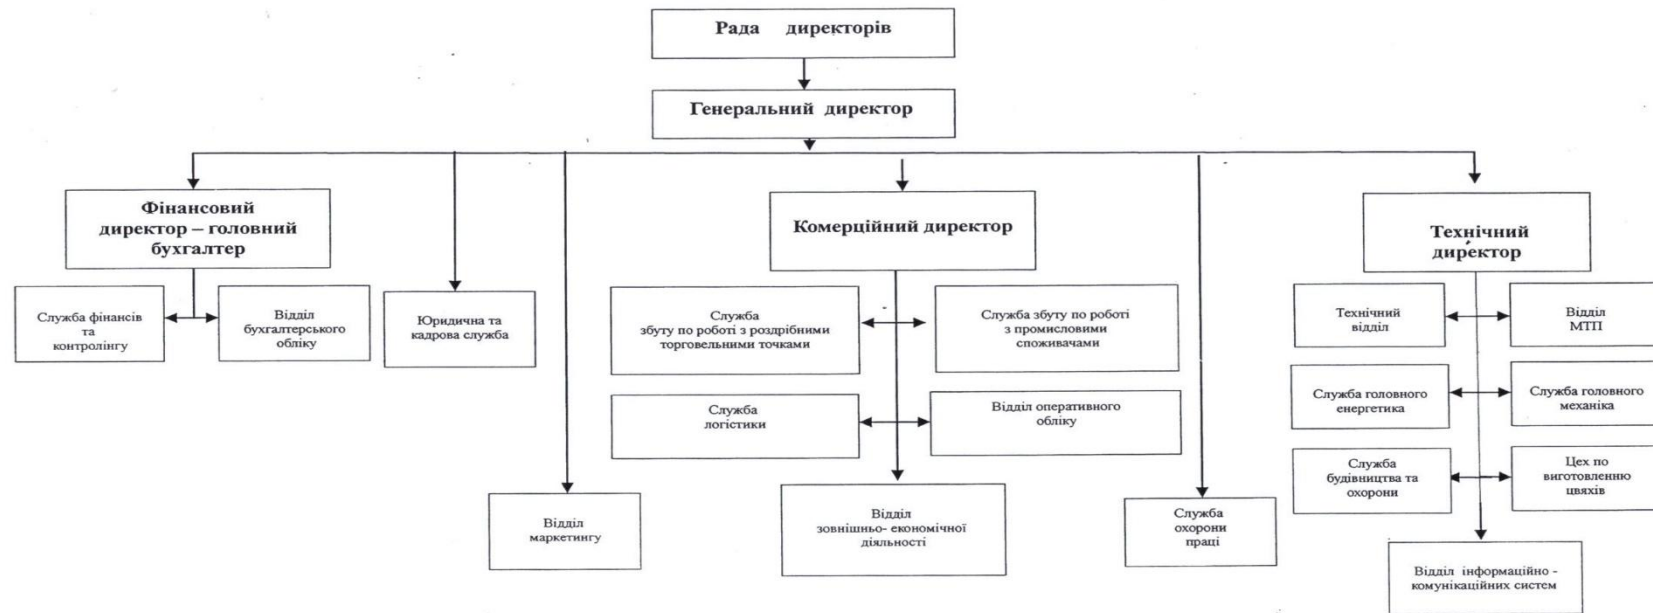 Рада директорів
Генеральний директор
Фінансовий
директор – головний
бухгалтер
Комерційний директор
Технічний
директор
Служба фінансів
та
контролінгу
Відділ
бухгалтерського
обліку
Юридична та
кадрова служба
Служба
збуту по роботі з роздрібними
торговельними точками
Служба збуту по роботі
з промисловими
споживачами
Технічний
відділ
Відділ
МТП
Служба
логістики
Відділ оперативного
обліку
Служба головного
енергетика
Служба головного
механіка
Служба
будівництва та
охорони
Цех по
виготовленню
цвяхів
Відділ
маркетингу
Відділ
зовнішньо- економічної
діяльності
Служба
охорони
праці
Відділ інформаційно -
комунікаційних систем